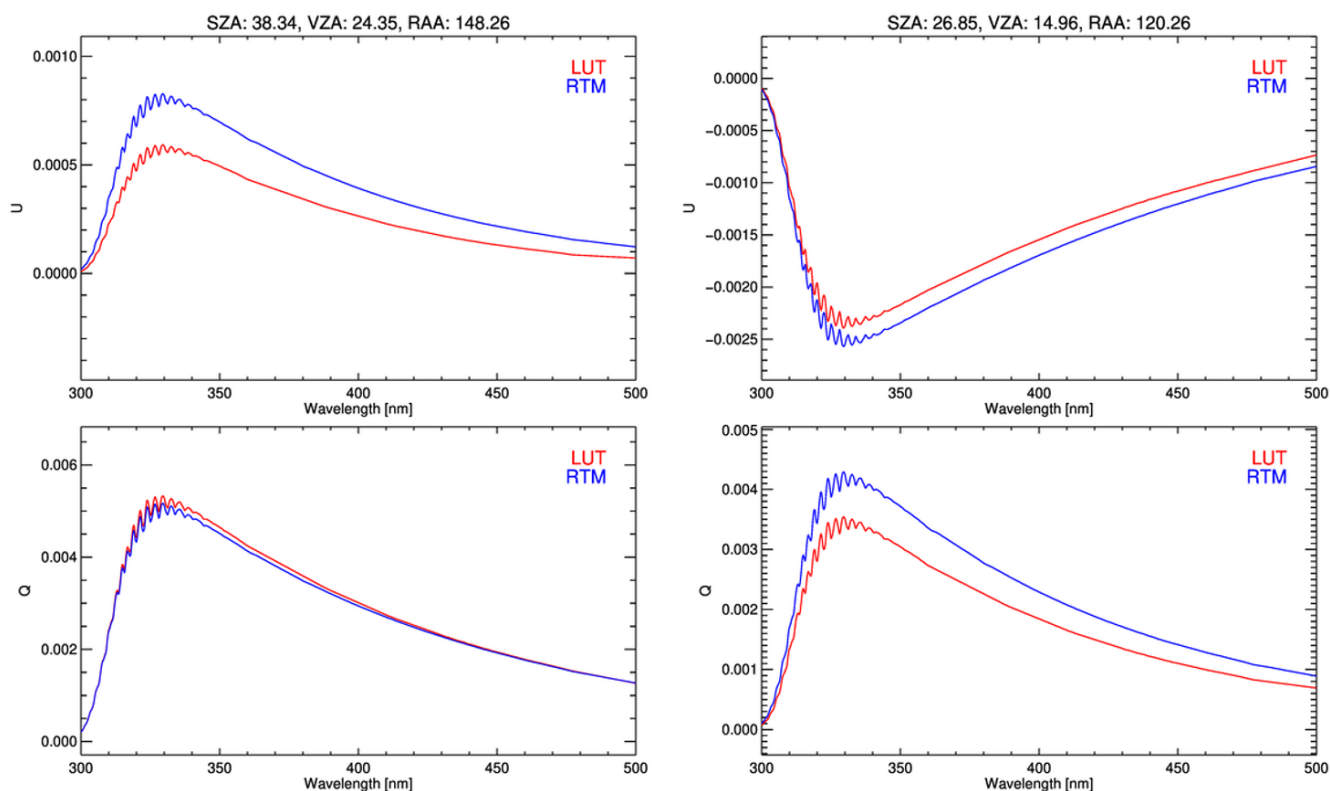 SZA: 38.34, VZA: 24.35, RAA: 148.26
0.0010
0.0005
0.0000
U
LUT
RTM
300
350
400
450
500
Wavelength [nm]
SZA: 26.85, VZA: 14.96, RAA: 120.26
0.0000
−0.0005
−0.0010
−0.0015
−0.0020
−0.0025
U
LUT
RTM
300
350
400
450
500
Wavelength [nm]
0.006
0.004
0.002
0.000
Q
LUT
RTM
300
350
400
450
500
Wavelength [nm]
0.005
0.004
0.003
0.002
0.001
0.000
Q
LUT
RTM
300
350
400
450
500
Wavelength [nm]